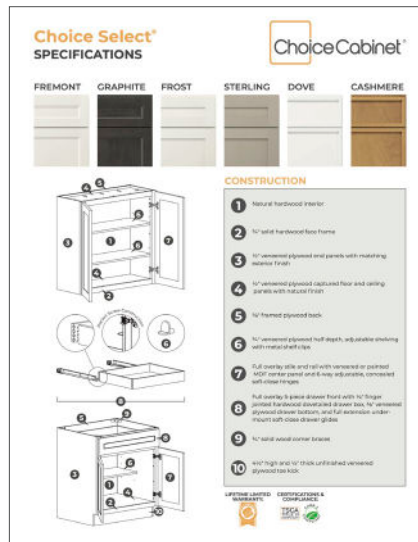 Choice Select®
SPECIFICATIONS
ChoiceCabinet®
FREMONT GRAPHITE FROST STERLING DOVE CASHMERE
CONSTRUCTION
1 Natural hardwood interior
2 ¾" solid hardwood face frame
3 ½" veneered plywood end panels with matching
exterior finish
4 ½" veneered plywood captured floor and ceiling
panels with natural finish
5 framed plywood back
6 ¾" veneered plywood half depth, adjustable shelving
with metal shelf clips
7 Full overlay stile and rail with veneered or painted
MDF center panel and 6-way adjustable, concealed
soft-close hinges
8 Full overlay 5-piece drawer front with finger
jointed hardwood dovetailed drawer box, veneered
plywood drawer bottom, and full extension under-
mount soft-close drawer glides
9 ¾" solid wood corner braces
10 4½" high and thick unfinished veneered
plywood toe kick
LIFETIME LIMITED
WARRANTY
CERTIFICATIONS &
COMPLIANCE
TSCA